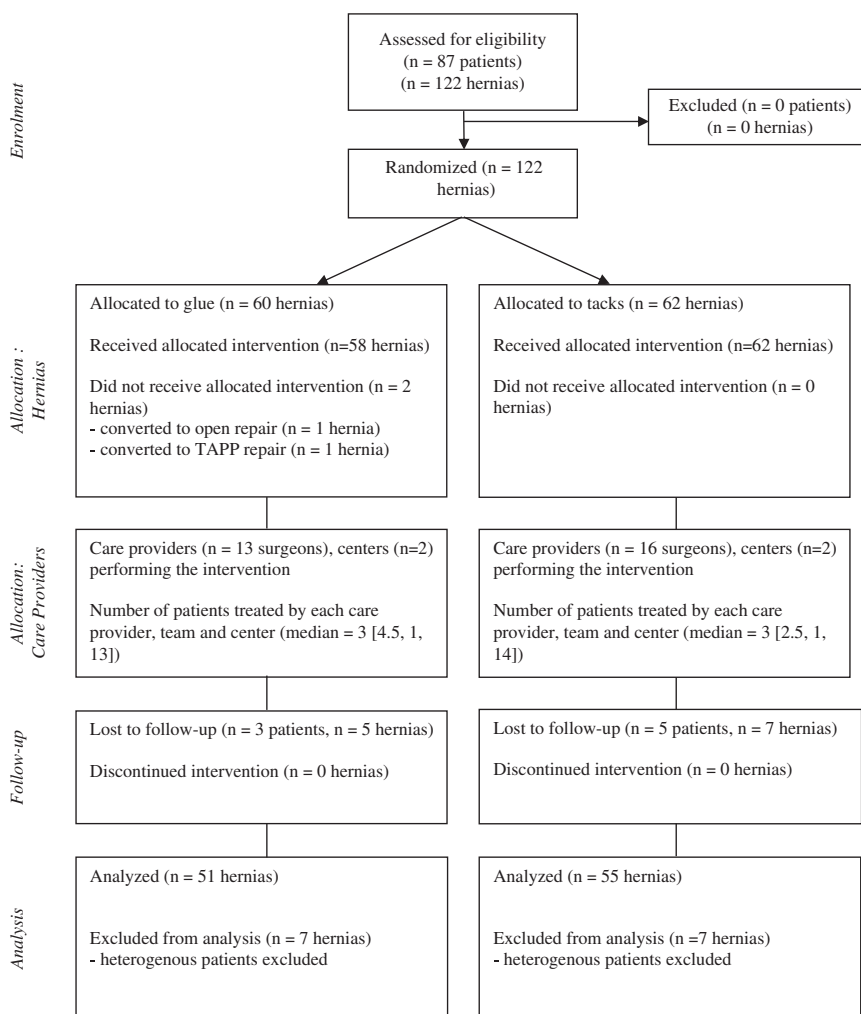 Enrolment
Assessed for eligibility
(n = 87 patients)
(n = 122 hernias)
Excluded (n = 0 patients)
(n = 0 hernias)
Randomized (n = 122
hernias)
Allocation :
Hernias
Allocated to glue (n = 60 hernias)
Received allocated intervention (n=58 hernias)
Did not receive allocated intervention (n = 2
hernias)
- converted to open repair (n = 1 hernia)
- converted to TAPP repair (n = 1 hernia)
Allocated to tacks (n = 62 hernias)
Received allocated intervention (n=62 hernias)
Did not receive allocated intervention (n = 0
hernias)
Allocation:
Care Providers
Care providers (n = 13 surgeons), centers (n=2)
performing the intervention
Number of patients treated by each care
provider, team and center (median = 3 [4.5, 1,
13])
Care providers (n = 16 surgeons), centers (n=2)
performing the intervention
Number of patients treated by each care
provider, team and center (median = 3 [2.5, 1,
14])
Follow-up
Lost to follow-up (n = 3 patients, n = 5 hernias)
Discontinued intervention (n = 0 hernias)
Lost to follow-up (n = 5 patients, n = 7 hernias)
Discontinued intervention (n = 0 hernias)
Analysis
Analyzed (n = 51 hernias)
Excluded from analysis (n = 7 hernias)
- heterogenous patients excluded
Analyzed (n = 55 hernias)
Excluded from analysis (n =7 hernias)
- heterogenous patients excluded